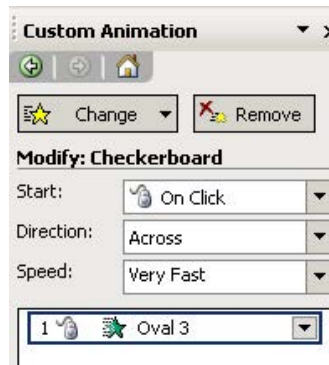 Custom Animation
Change Remove
Modify: Checkerboard
Start: On Click
Direction: Across
Speed: Very Fast
1 Oval 3